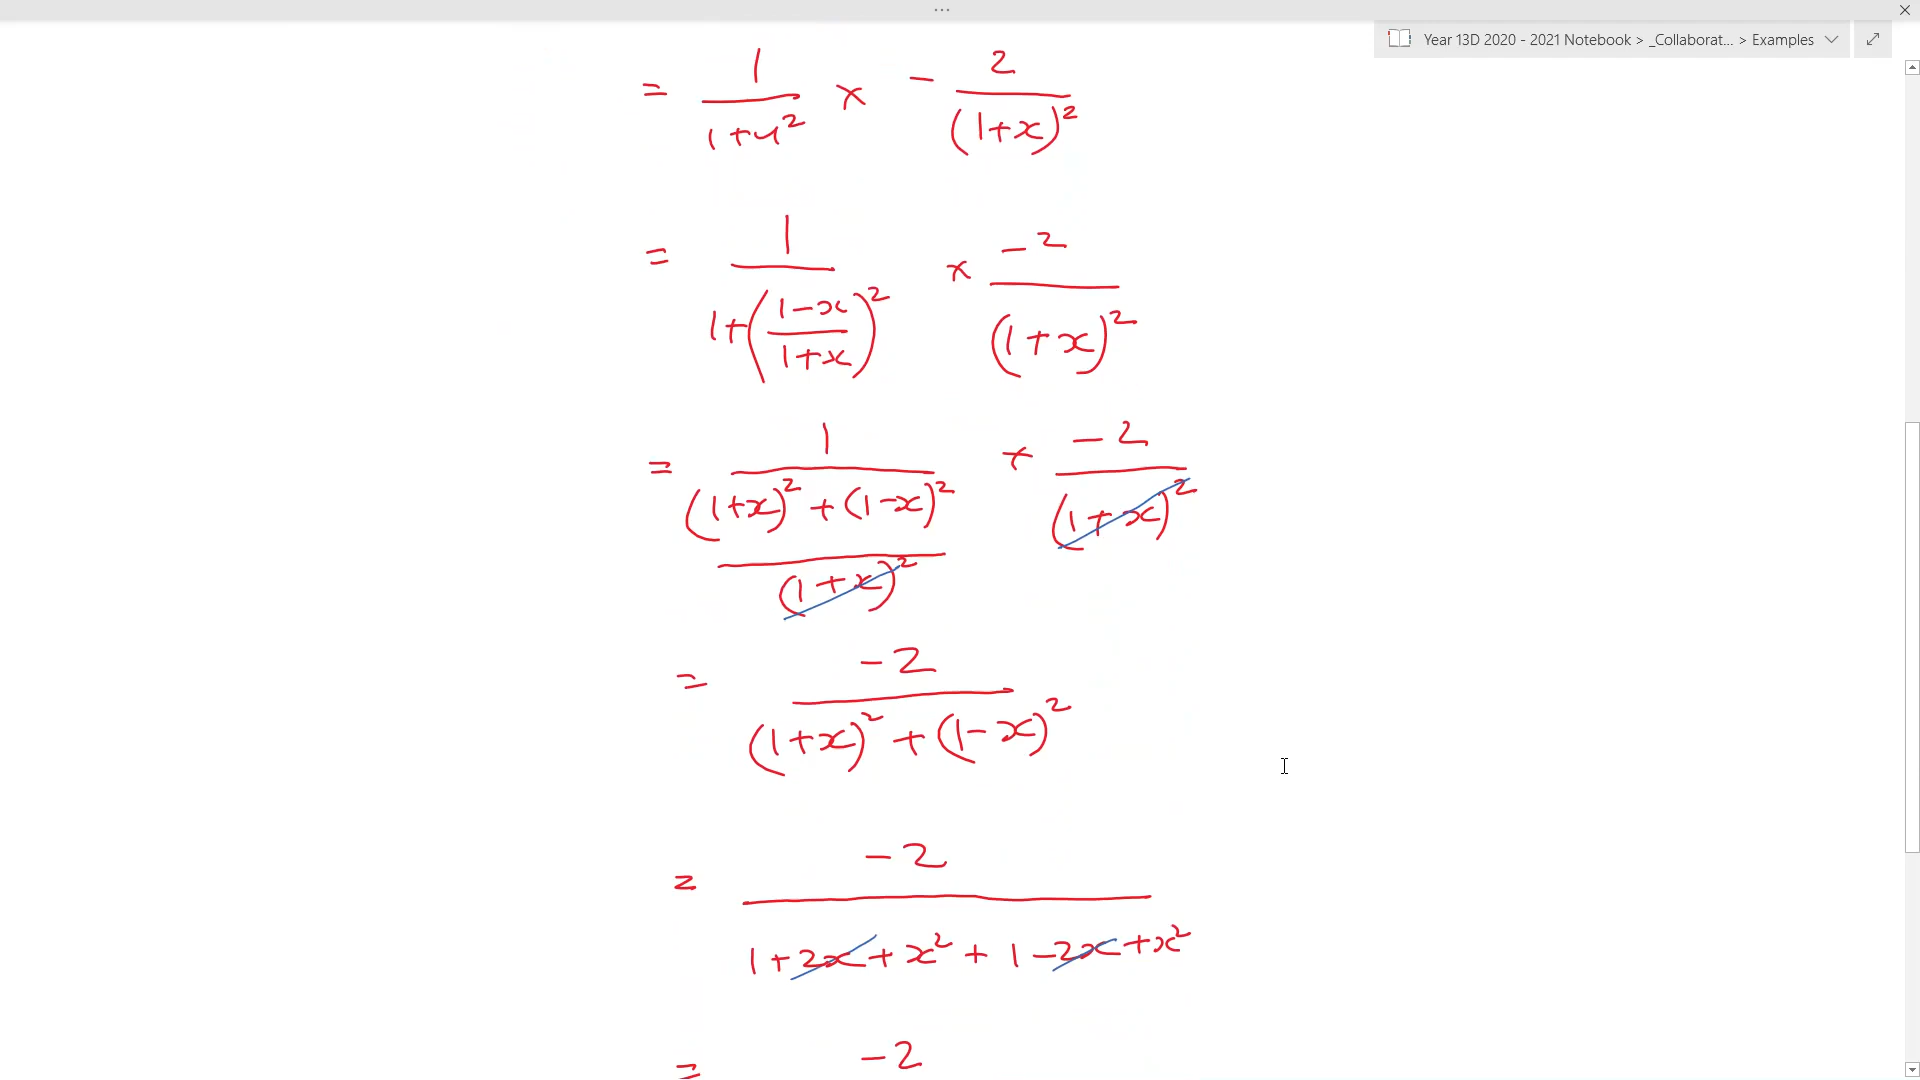 ...
Year 13D 2020 - 2021 Notebook > _Collaborat... > Examples
= 1/(1+u²) × - 2/(1+x)²
= 1/(1+((1-x)/(1+x))²) × -2/(1+x)²
= 1/(((1+x)²+(1-x)²)/(1+x)²) × -2/(1+x)²
= -2/((1+x)²+(1-x)²)
= -2/(1+2x+x²+1-2x+x²)
= -2